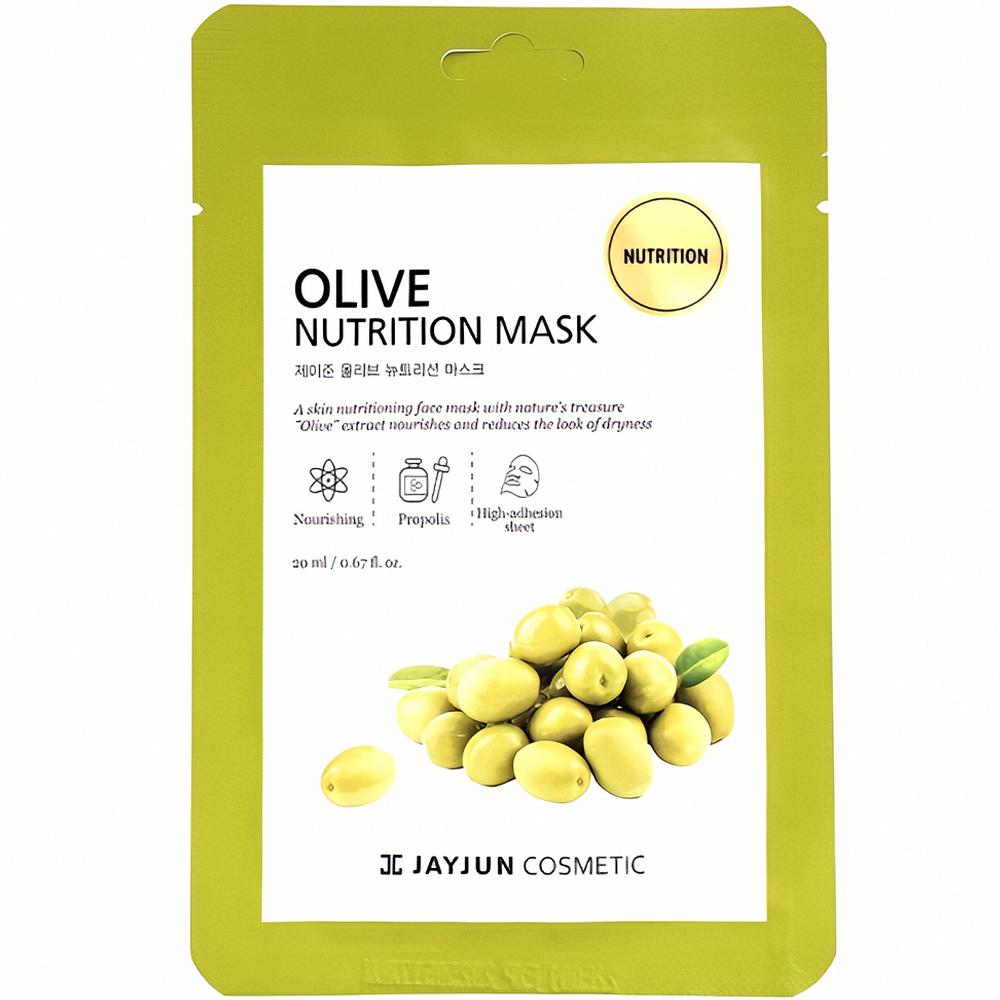 NUTRITION
OLIVE
NUTRITION MASK
제이준 올리브 뉴트리션 마스크
A skin nutritioning face mask with nature's treasure
"Olive" extract nourishes and reduces the look of dryness
Nourishing
Propolis
High-adhesion
sheet
20 ml / 0.67 fl. oz.
JAYJUN COSMETIC